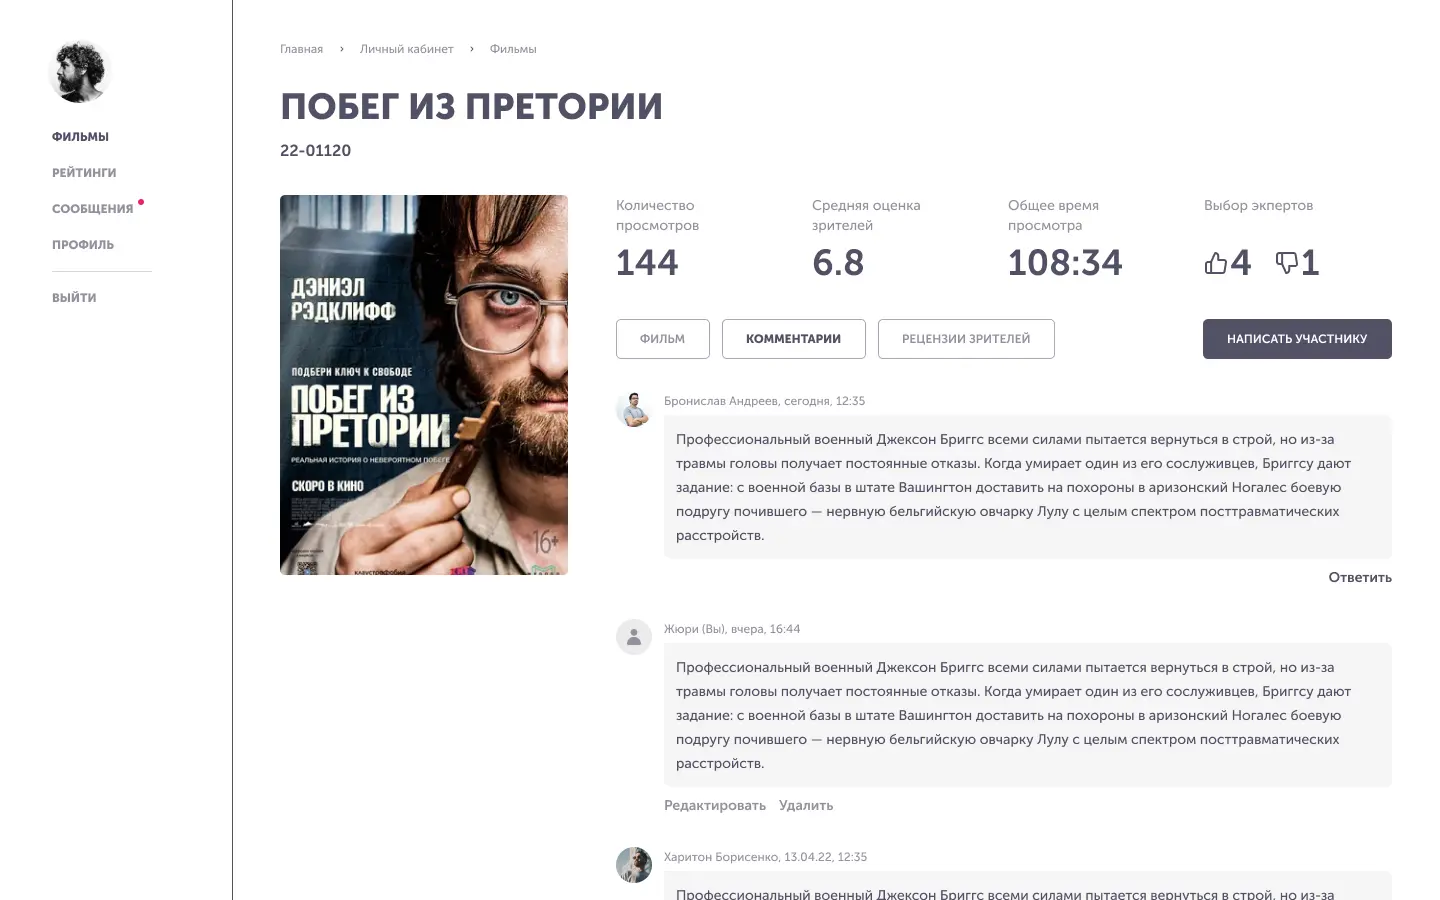 Главная › Личный кабинет › Фильмы
ПОБЕГ ИЗ ПРЕТОРИИ
22-01120
ФИЛЬМЫ
РЕЙТИНГИ
СООБЩЕНИЯ
ПРОФИЛЬ
ВЫЙТИ
ДЭНИЭЛ
РЭДКЛИФФ
ПОДБЕРИ КЛЮЧ К СВОБОДЕ
ПОБЕГ ИЗ
ПРЕТОРИИ
РЕАЛЬНАЯ ИСТОРИЯ О НЕВЕРОЯТНОМ ПОБЕГЕ
СКОРО В КИНО
16+
Количество
просмотров
144
Средняя оценка
зрителей
6.8
Общее время
просмотра
108:34
Выбор экпертов
4 1
ФИЛЬМ
КОММЕНТАРИИ
РЕЦЕНЗИИ ЗРИТЕЛЕЙ
НАПИСАТЬ УЧАСТНИКУ
Бронислав Андреев, сегодня, 12:35
Профессиональный военный Джексон Бриггс всеми силами пытается вернуться в строй, но из-за
травмы головы получает постоянные отказы. Когда умирает один из его сослуживцев, Бриггсу дают
задание: с военной базы в штате Вашингтон доставить на похороны в аризонский Ногалес боевую
подругу почившего — нервную бельгийскую овчарку Лулу с целым спектром посттравматических
расстройств.
Ответить
Жюри (Вы), вчера, 16:44
Профессиональный военный Джексон Бриггс всеми силами пытается вернуться в строй, но из-за
травмы головы получает постоянные отказы. Когда умирает один из его сослуживцев, Бриггсу дают
задание: с военной базы в штате Вашингтон доставить на похороны в аризонский Ногалес боевую
подругу почившего — нервную бельгийскую овчарку Лулу с целым спектром посттравматических
расстройств.
Редактировать Удалить
Харитон Борисенко, 13.04.22, 12:35
Профессиональный военный Джексон Бриггс всеми силами пытается вернуться в строй, но из-за